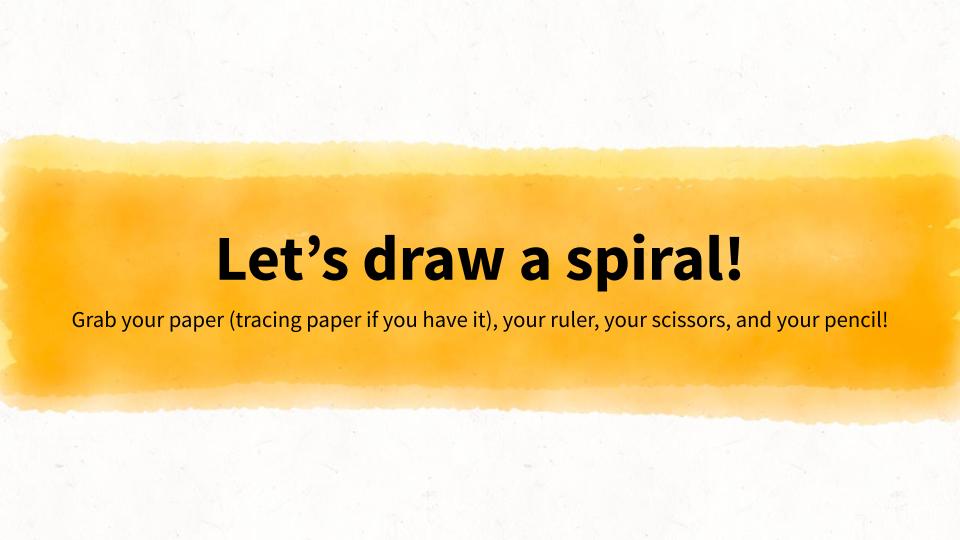 Let’s draw a spiral!
Grab your paper (tracing paper if you have it), your ruler, your scissors, and your pencil!